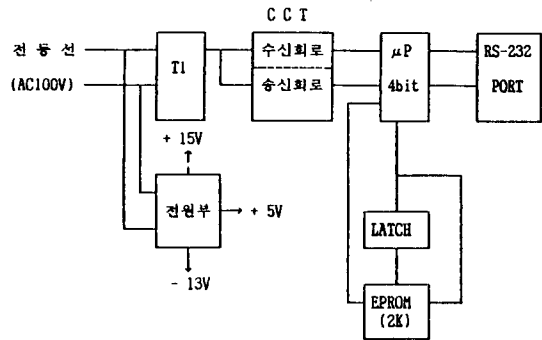 C C T
전 등 선
(AC100V)
T1
수신회로
송신회로
μP
4bit
RS-232
PORT
+ 15V
전원부
+ 5V
- 13V
LATCH
EPROM
(2K)